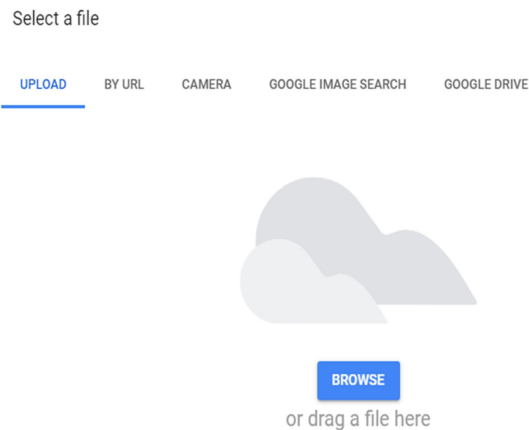 Select a file
UPLOAD BY URL CAMERA GOOGLE IMAGE SEARCH GOOGLE DRIVE
BROWSE
or drag a file here